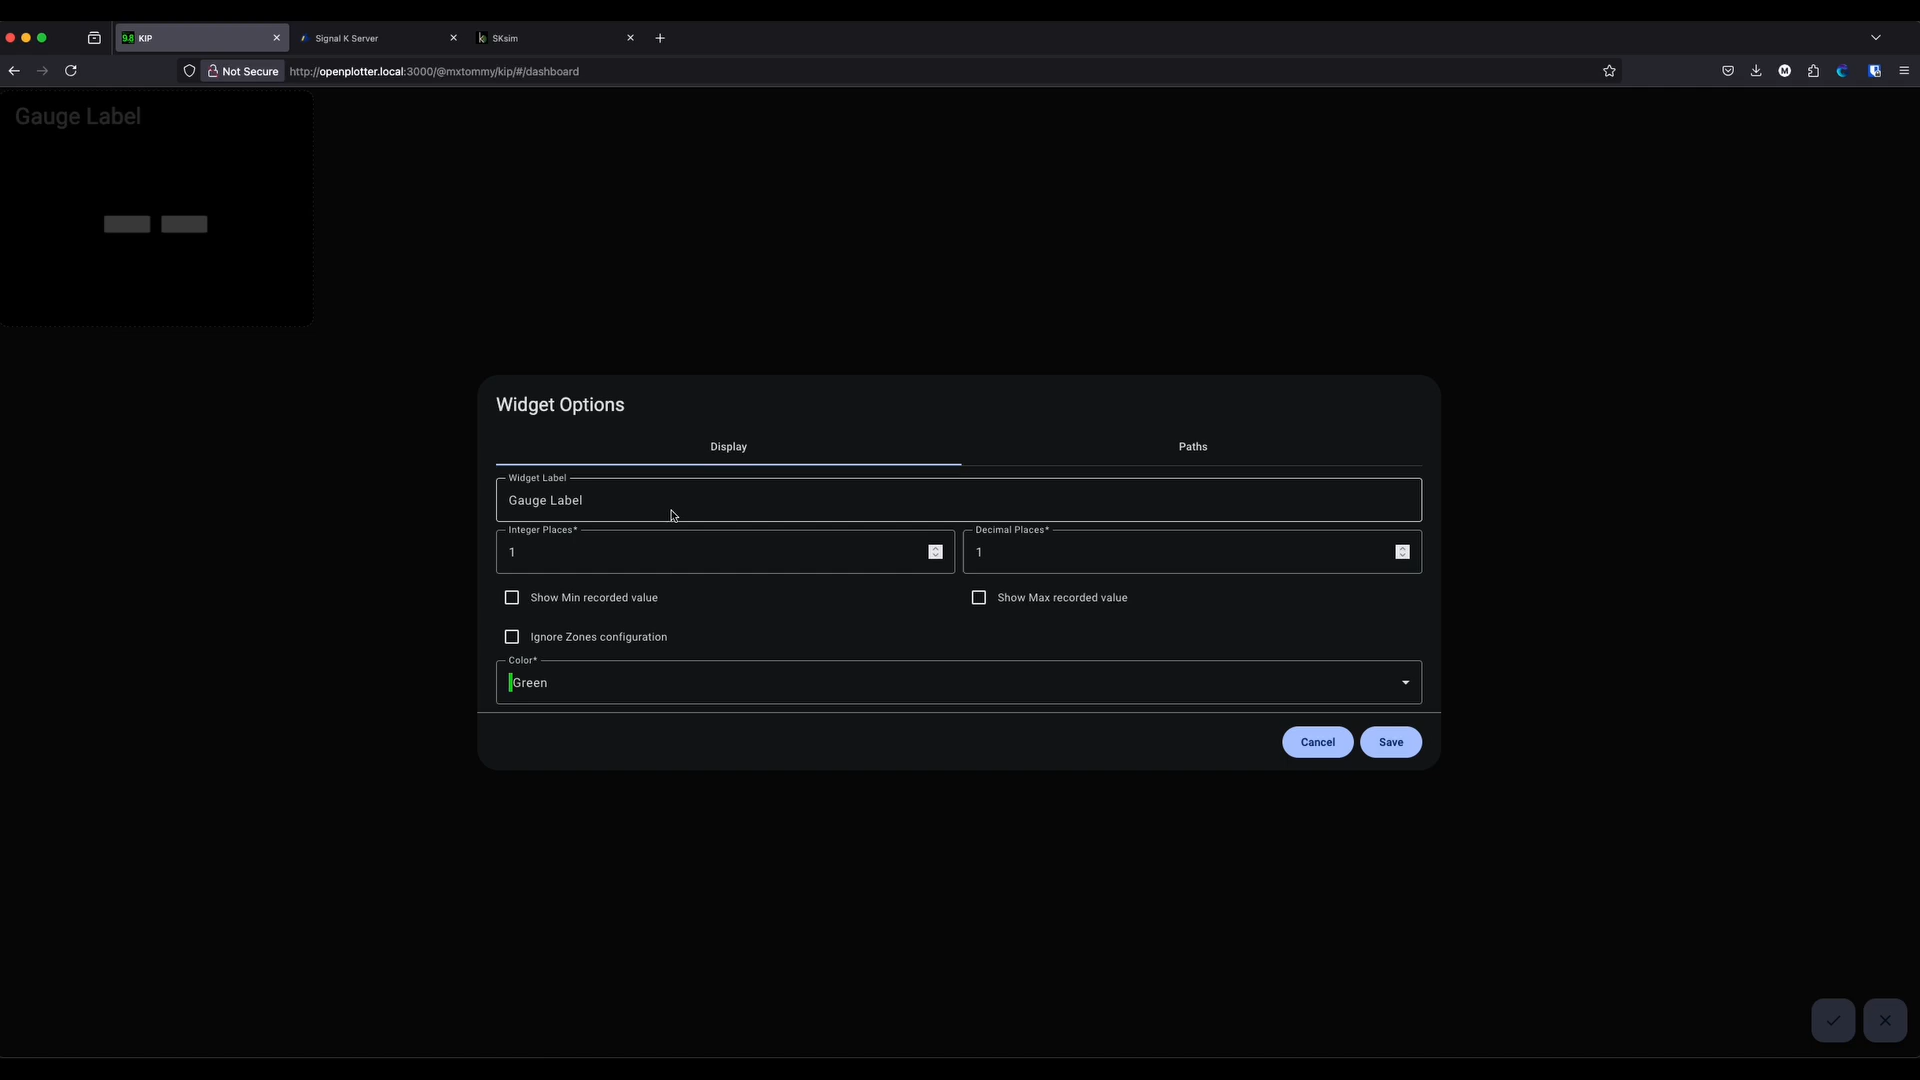 9.8 KIP
Signal K Server
SKsim
Not Secure http://openplotter.local:3000/@mxtommy/kip/#/dashboard
M
Gauge Label
Widget Options
Display Paths
Widget Label
Gauge Label
Integer Places* Decimal Places*
1 1
Show Min recorded value Show Max recorded value
Ignore Zones configuration
Color*
Green
Cancel Save